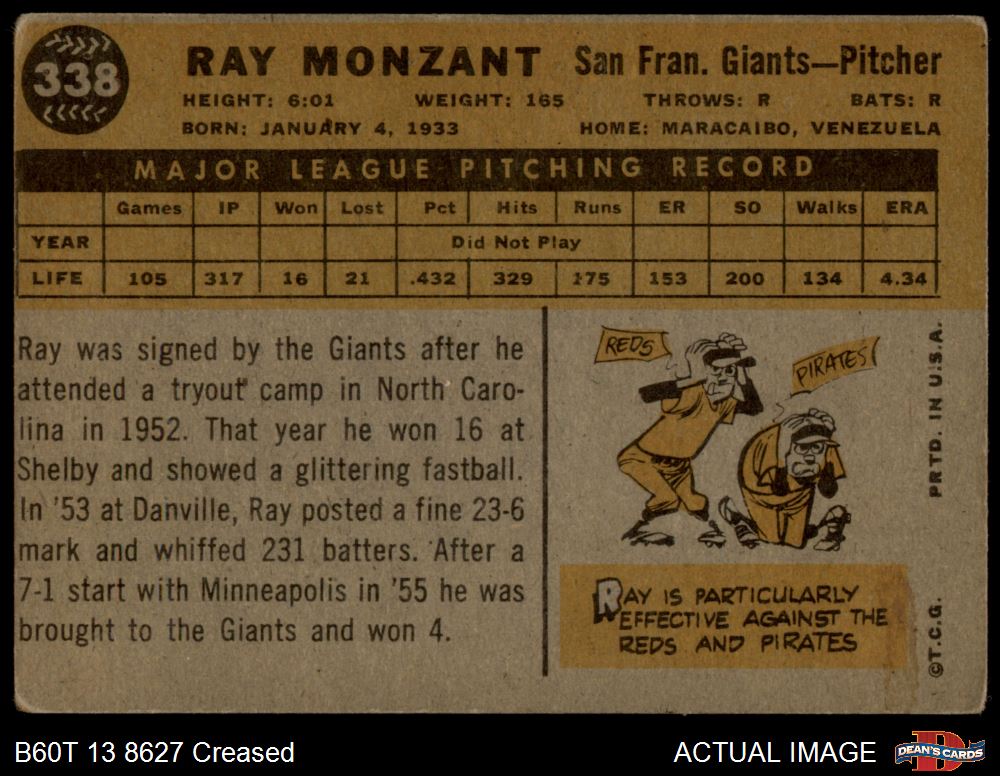 338
RAY MONZANT San Fran. Giants—Pitcher
HEIGHT: 6:01 WEIGHT: 165 THROWS: R BATS: R
BORN: JANUARY 4, 1933 HOME: MARACAIBO, VENEZUELA
MAJOR LEAGUE PITCHING RECORD
Games IP Won Lost Pct Hits Runs ER SO Walks ERA
YEAR Did Not Play
LIFE 105 317 16 21 .432 329 175 153 200 134 4.34
Ray was signed by the Giants after he
attended a tryout camp in North Caro-
lina in 1952. That year he won 16 at
Shelby and showed a glittering fastball.
In '53 at Danville, Ray posted a fine 23-6
mark and whiffed 231 batters. After a
7-1 start with Minneapolis in '55 he was
brought to the Giants and won 4.
REDS
PIRATES
RAY IS PARTICULARLY
EFFECTIVE AGAINST THE
REDS AND PIRATES
PRTD. IN U.S.A.
©T.C.G.
B60T 13 8627 Creased
ACTUAL IMAGE
DEAN'S CARDS